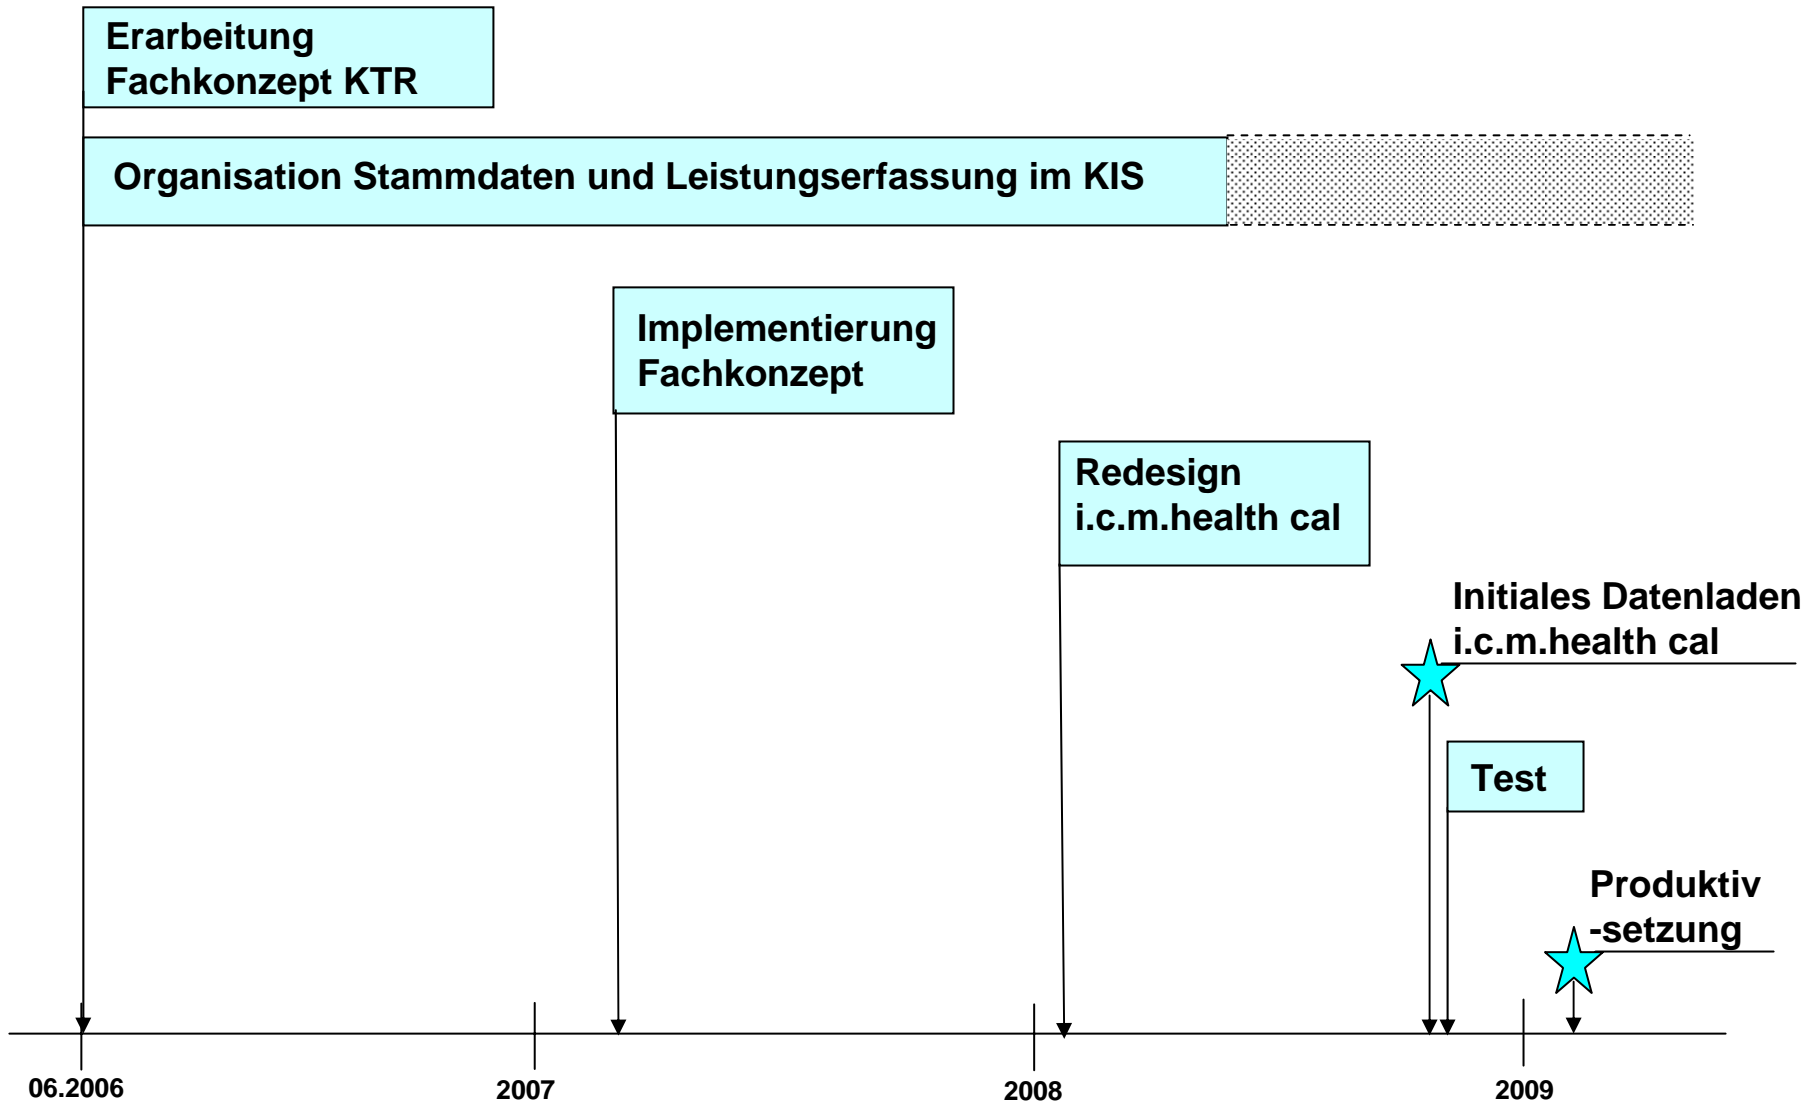 Erarbeitung
Fachkonzept KTR
Organisation Stammdaten und Leistungserfassung im KIS
Implementierung
Fachkonzept
Redesign
i.c.m.health cal
Initiales Datenladen
i.c.m.health cal
Test
Produktiv
-setzung
06.2006
2007
2008
2009